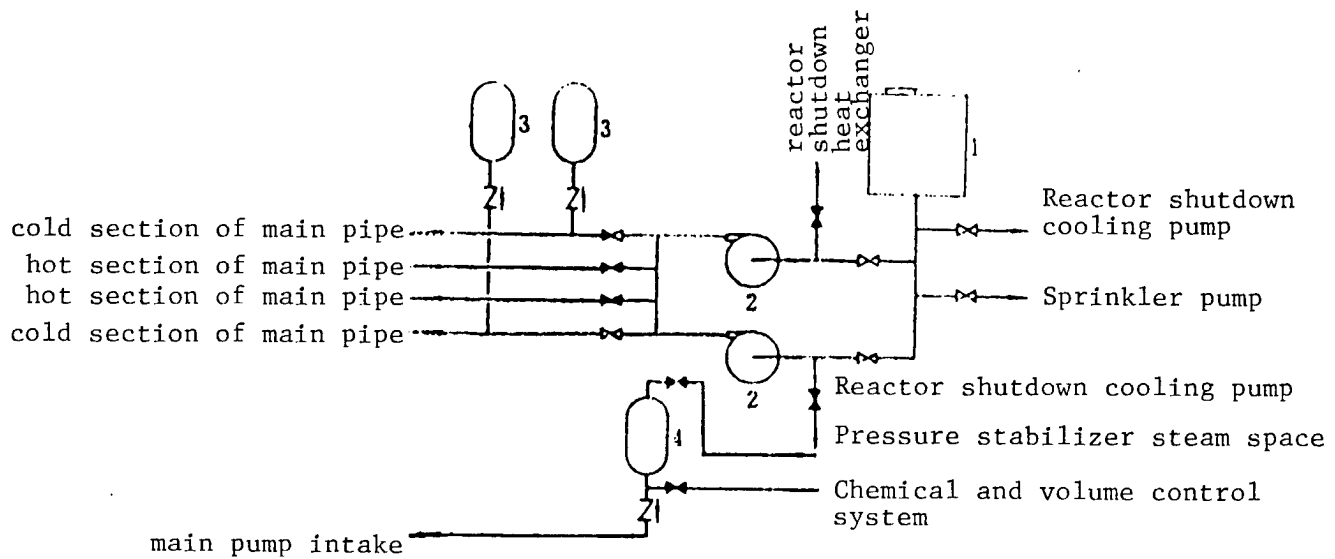 reactor
shutdown
heat
exchanger
3
3
1
cold section of main pipe
hot section of main pipe
hot section of main pipe
cold section of main pipe
Reactor shutdown
cooling pump
2
Sprinkler pump
2
Reactor shutdown cooling pump
4
Pressure stabilizer steam space
Chemical and volume control
system
main pump intake